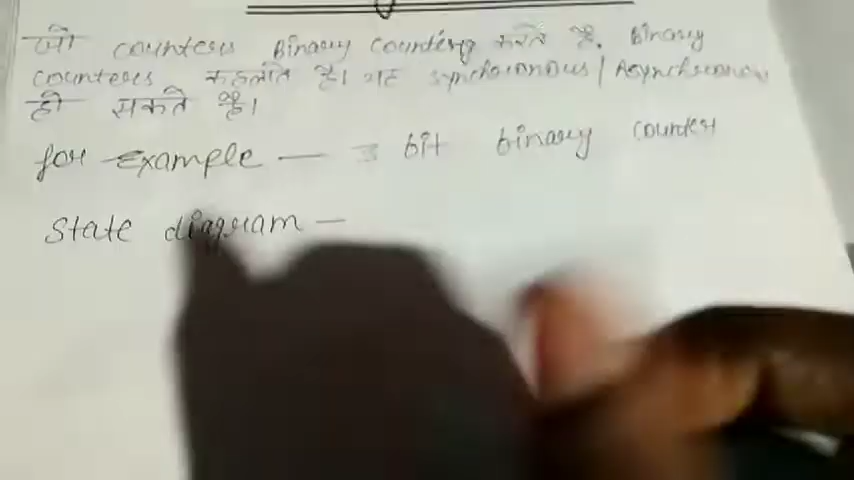 जो counters Binary counting करते है, Binary
counters कहलाते है। यह synchronous / Asynchronous
हो सकते है।
for example — 3 bit binary counter
state diagram —